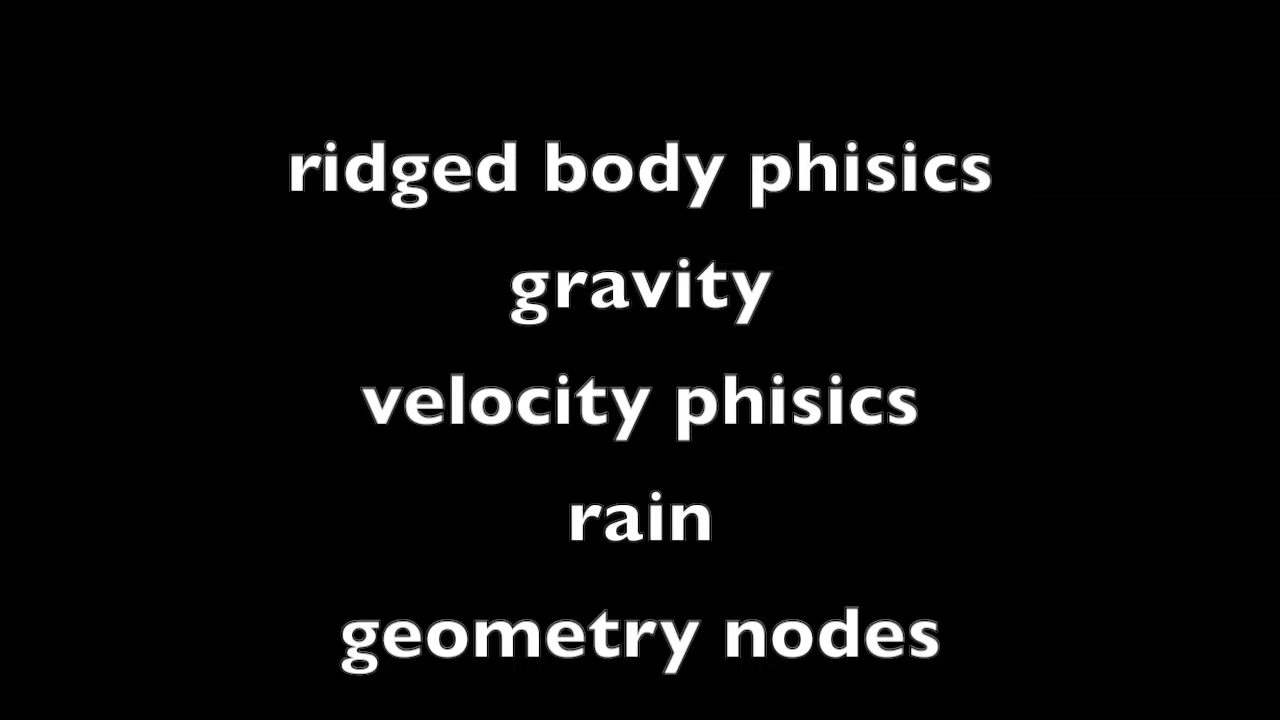 ridged body phisics
gravity
velocity phisics
rain
geometry nodes